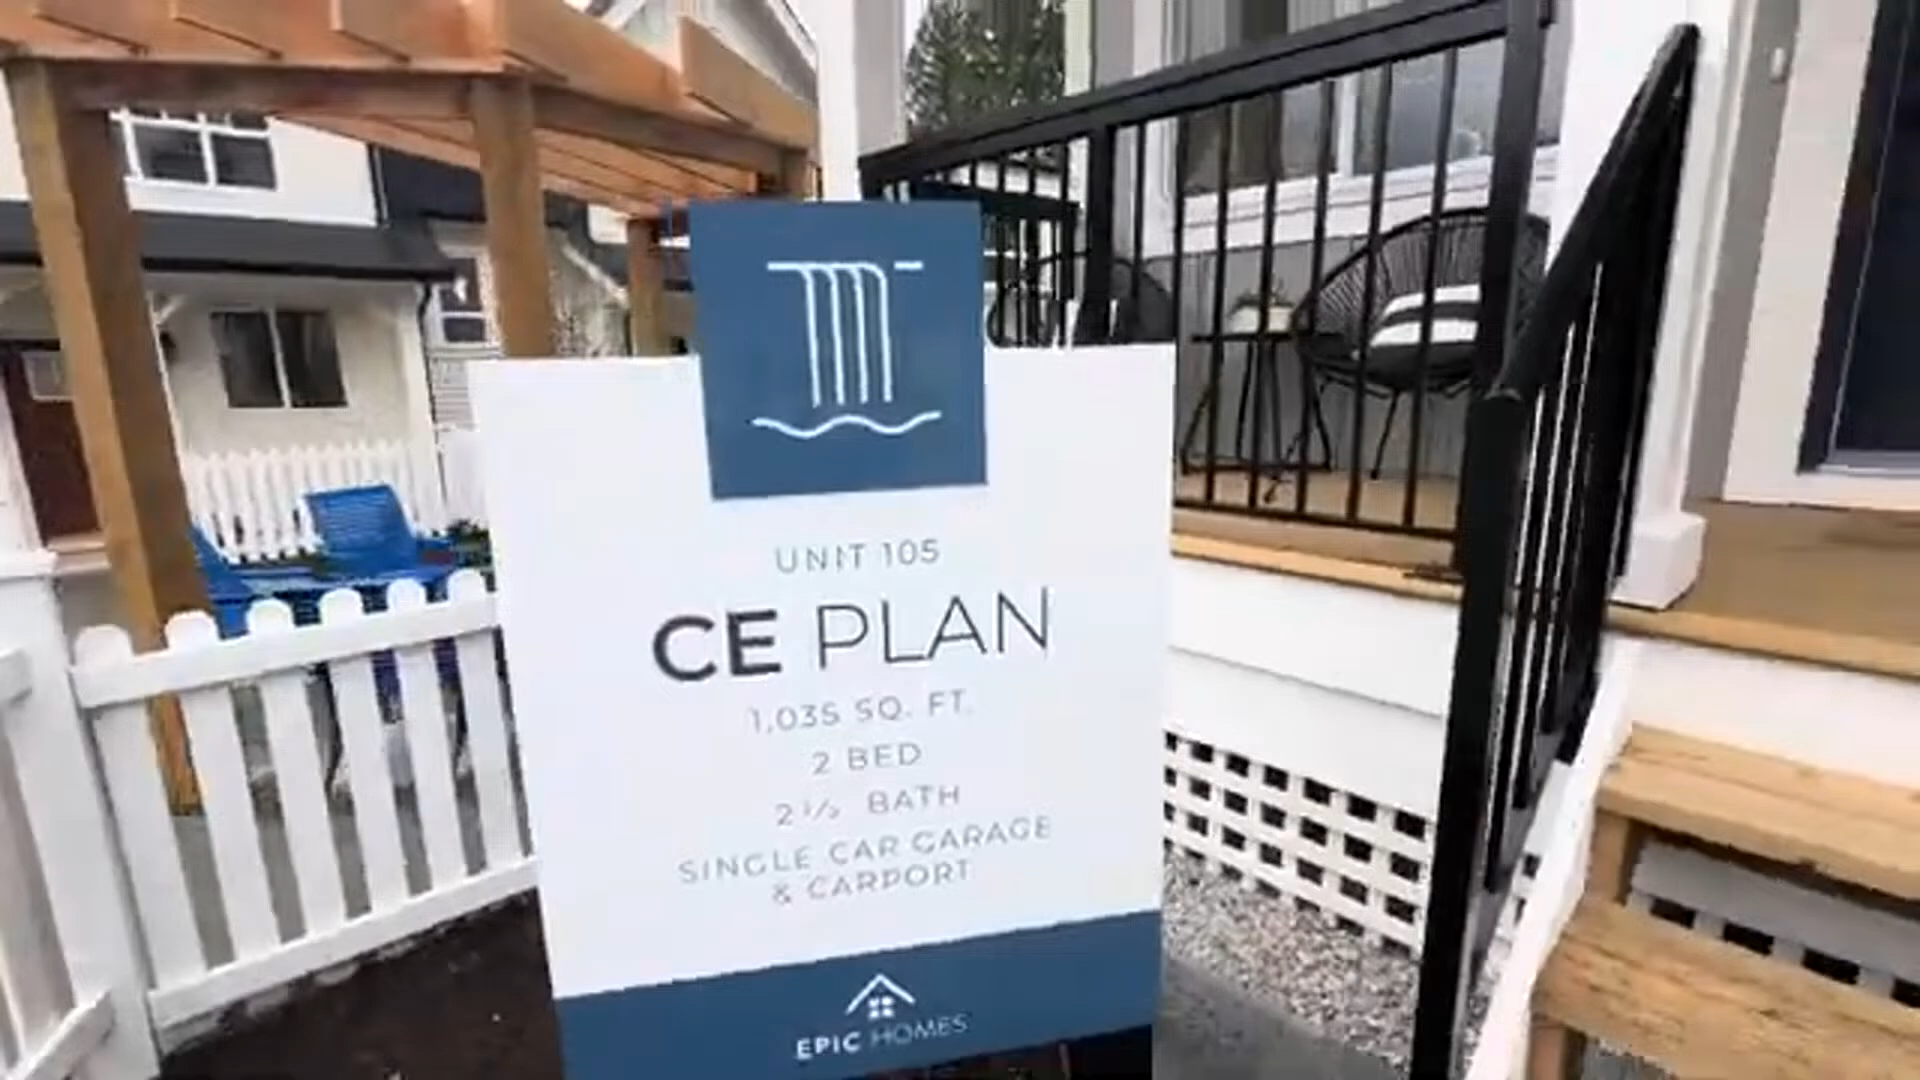 UNIT 105
CE PLAN
1,035 SQ. FT.
2 BED
2 1/2 BATH
SINGLE CAR GARAGE
& CARPORT
EPIC HOMES